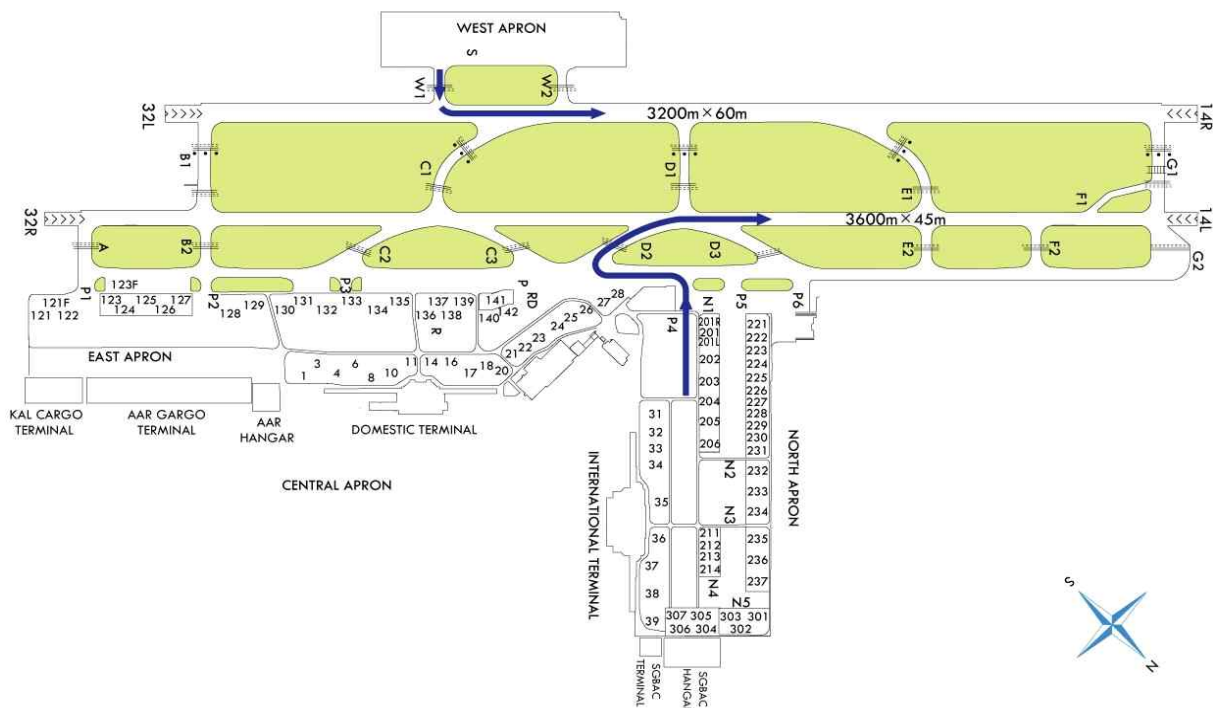 WEST APRON
S
W1
W2
32L
3200m×60m
14R
B1
C1
D1
E1
F1
G1
32R
3600m×45m
14L
A
B2
C2
C3
D2
D3
E2
F2
G2
P1
P2
P3
P RD
P4
N1
P5
P6
123F
121F
121 122
123 125 127
124 126
128 129
130 131 132 133 134 135
136 137 138 139
R
140 141 142
1 3 4 6 8 10 11
14 16 17 18 20
21 22 23 24 25 26
27 28
EAST APRON
KAL CARGO
TERMINAL
AAR GARGO
TERMINAL
AAR
HANGAR
DOMESTIC TERMINAL
CENTRAL APRON
INTERNATIONAL TERMINAL
31
32
33
34
35
36
37
38
39
201R
201
201L
202
203
204
205
206
N2
N3
211
212
213
214
N4
N5
221
222
223
224
225
226
227
228
229
230
231
232
233
234
235
236
237
NORTH APRON
307 305
306 304
303 301
302
SGBAC
TERMINAL
SGBAC
HANGAR
S
N